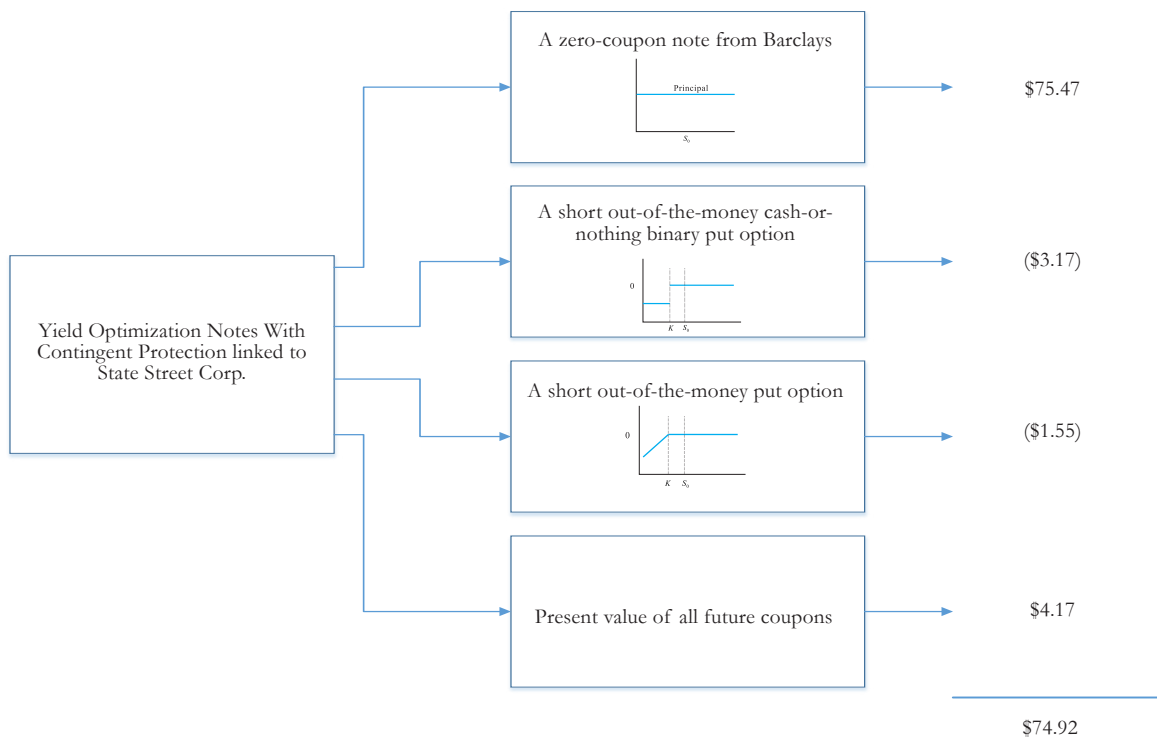 A zero-coupon note from Barclays
Principal
S₀
$75.47
A short out-of-the-money cash-or-
nothing binary put option
0
K S₀
($3.17)
Yield Optimization Notes With
Contingent Protection linked to
State Street Corp.
A short out-of-the-money put option
0
K S₀
($1.55)
Present value of all future coupons
$4.17
$74.92